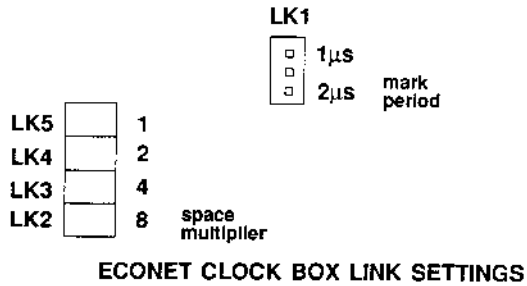 LK1
1µs
2µs
mark
period
LK5 1
LK4 2
LK3 4
LK2 8
space
multiplier
ECONET CLOCK BOX LINK SETTINGS